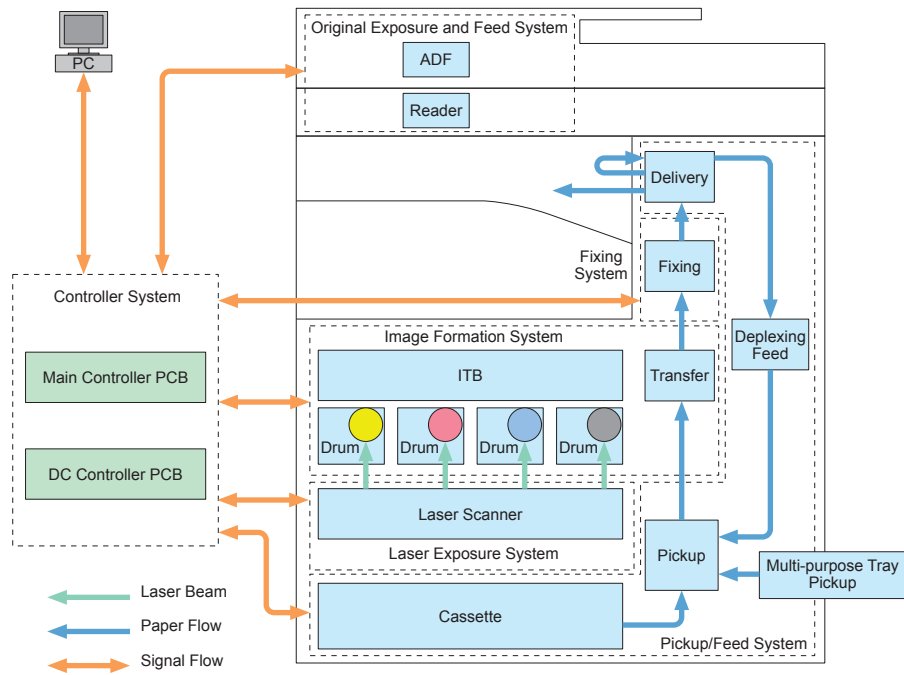 Original Exposure and Feed System
ADF
PC
Reader
Delivery
Fixing
System
Fixing
Controller System
Image Formation System
Deplexing
Feed
Main Controller PCB
ITB
Transfer
Drum
Drum
Drum
Drum
DC Controller PCB
Laser Scanner
Laser Exposure System
Pickup
Multi-purpose Tray
Pickup
Laser Beam
Cassette
Paper Flow
Pickup/Feed System
Signal Flow